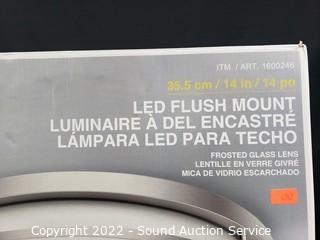 ITM. / ART. 1600246
35.5 cm / 14 in / 14 po
LED FLUSH MOUNT
LUMINAIRE À DEL ENCASTRÉ
LÁMPARA LED PARA TECHO
FROSTED GLASS LENS
LENTILLE EN VERRE GIVRÉ
MICA DE VIDRIO ESCARCHADO
Copyright 2022 - Sound Auction Service